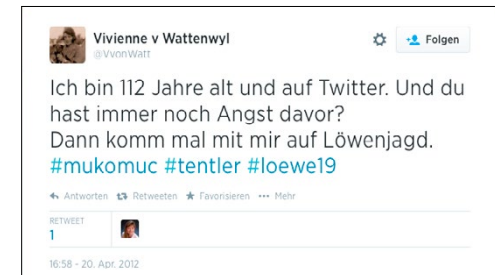 Vivienne v Wattenwyl
@VvonWatt
Folgen
Ich bin 112 Jahre alt und auf Twitter. Und du
hast immer noch Angst davor?
Dann komm mal mit mir auf Löwenjagd.
#mukomuc #tentler #loewe19
Antworten Retweeten Favorisieren Mehr
RETWEET
1
16:58 - 20. Apr. 2012